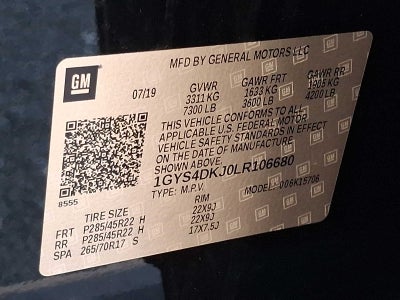 GM
MFD BY GENERAL MOTORS LLC
07/19 GVWR GAWR FRT GAWR RR
3311 KG 1633 KG 1905 KG
7300 LB 3600 LB 4200 LB
THIS VEHICLE CONFORMS TO ALL
APPLICABLE U.S. FEDERAL MOTOR
VEHICLE SAFETY STANDARDS IN EFFECT
ON THE DATE OF MANUFACTURE
SHOWN ABOVE.
1GYS4DKJ0LR106680
8555 TYPE: M.P.V. MODEL: 006K15706
TIRE SIZE RIM
FRT P285/45R22 H 22X9J
RR P285/45R22 H 22X9J
SPA 265/70R17 S 17X7.5J